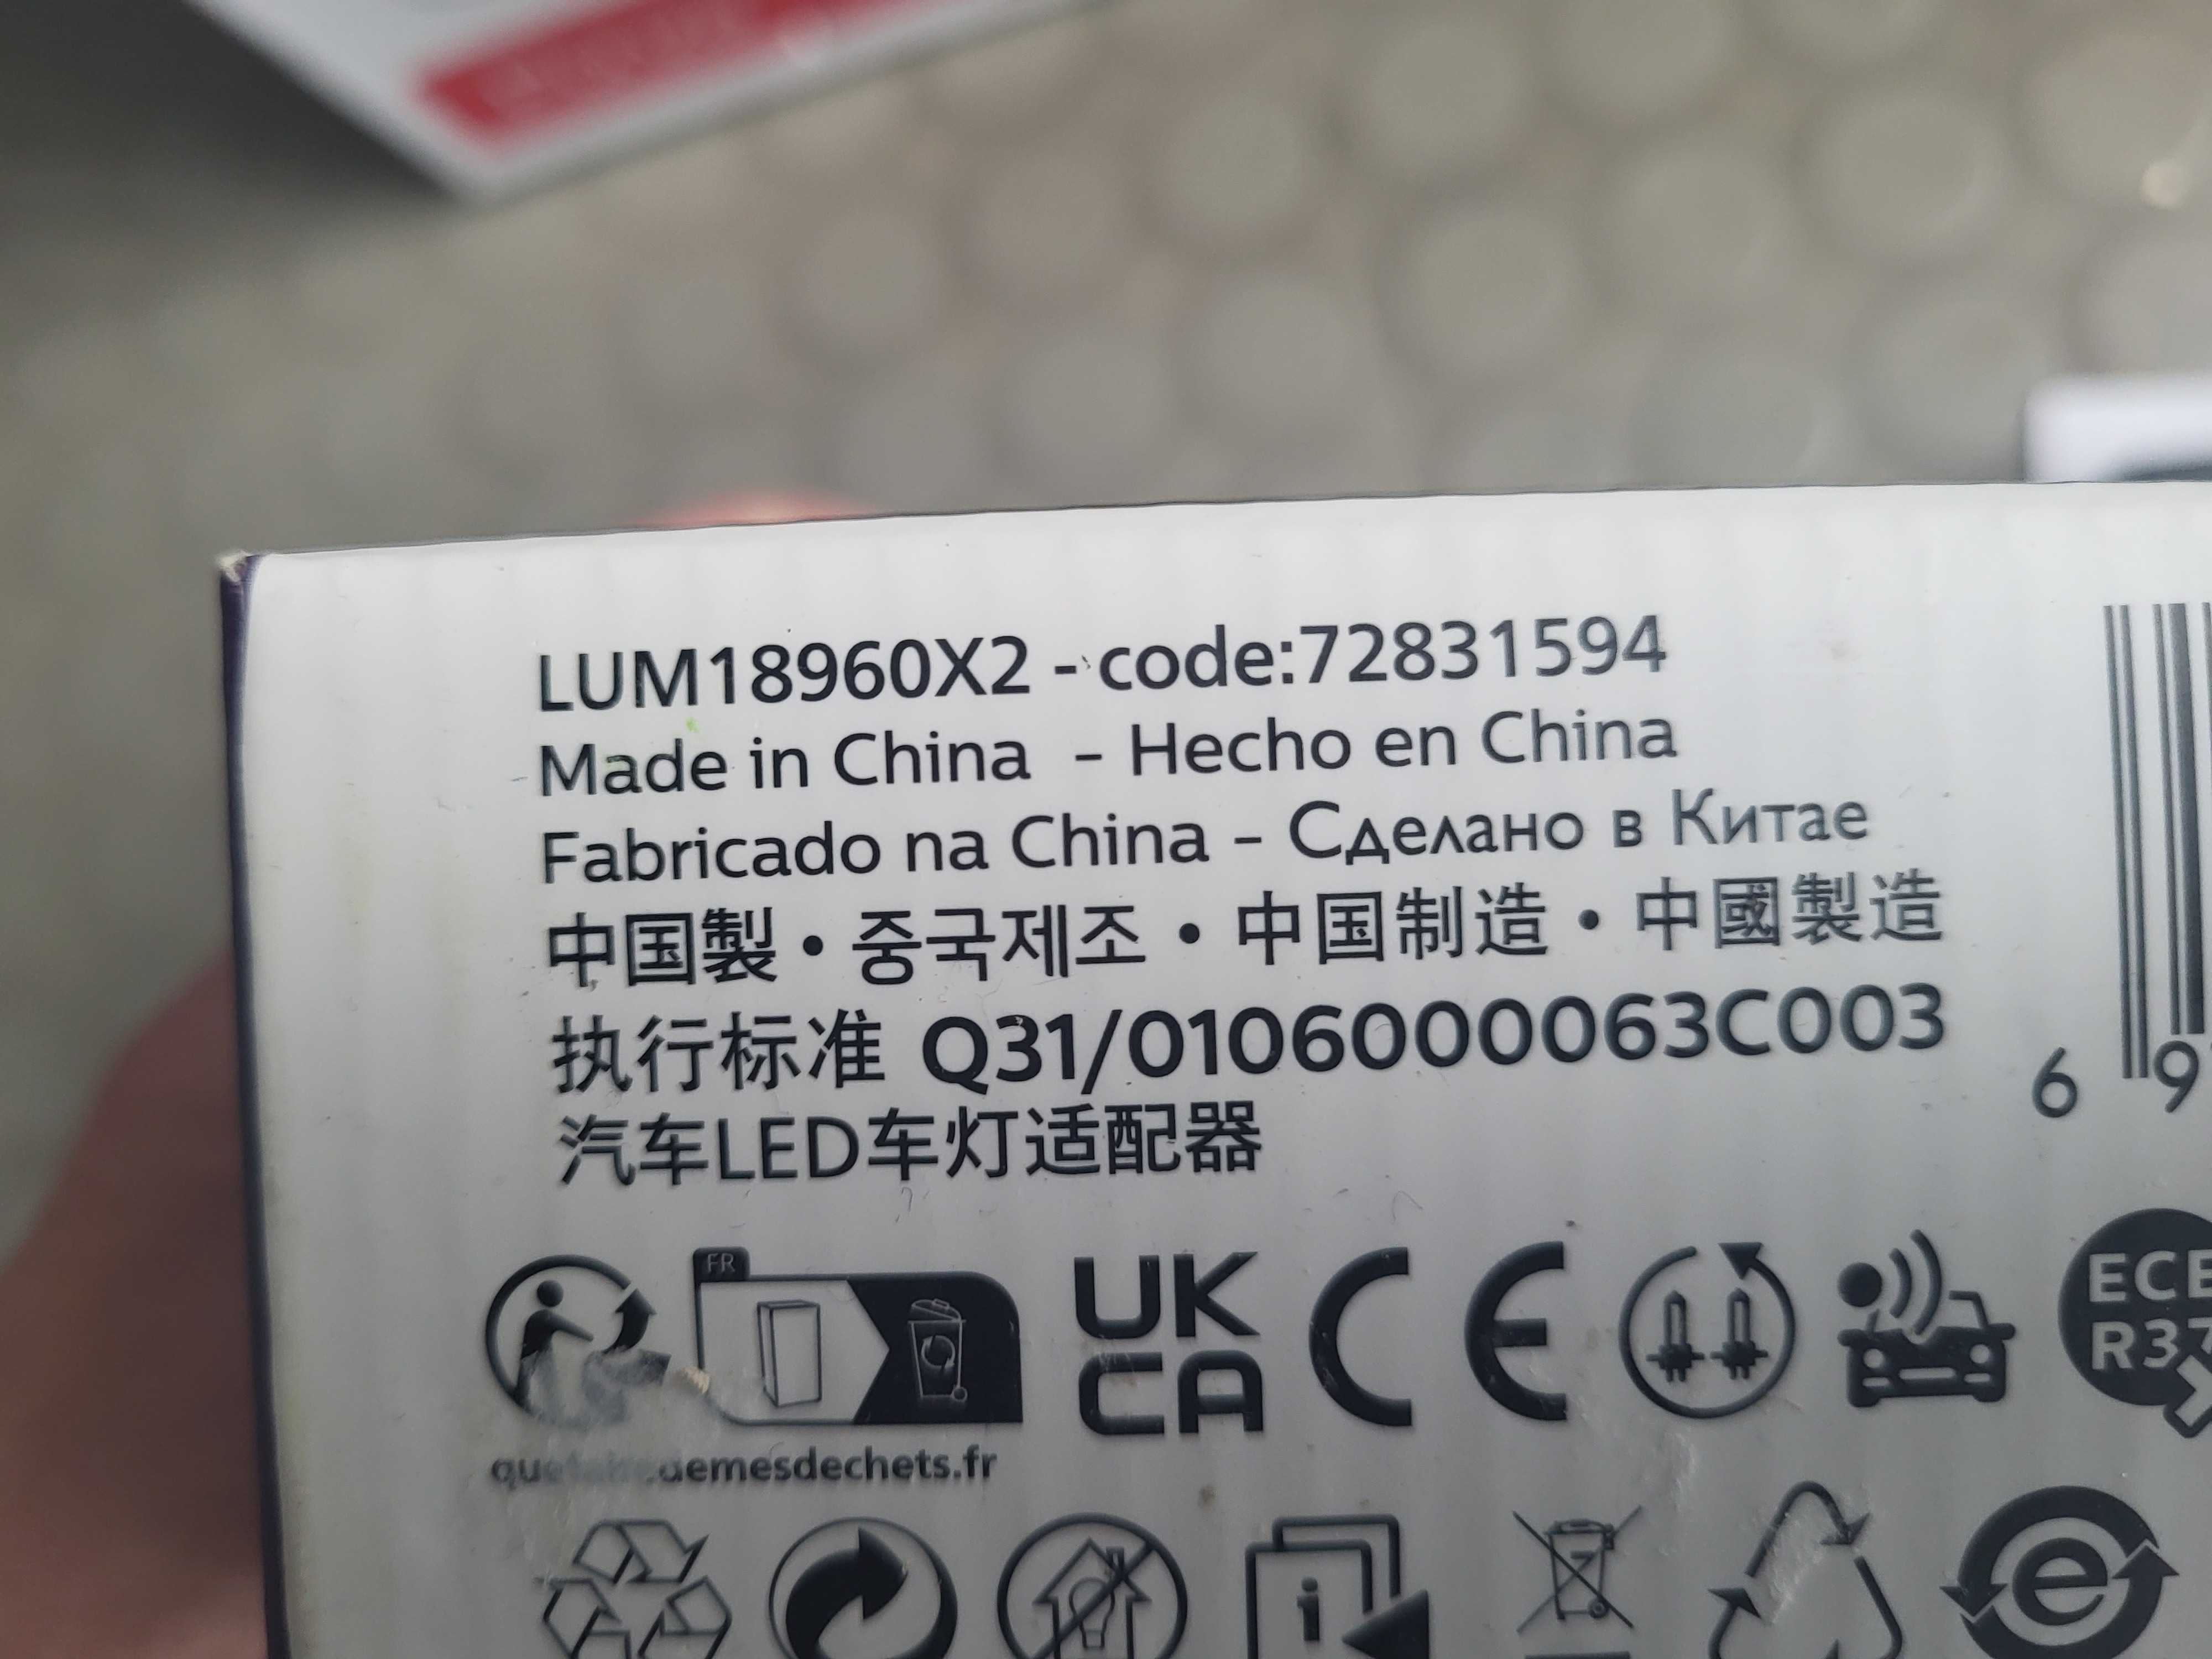 LUM18960X2 - code:72831594
Made in China - Hecho en China
Fabricado na China - Сделано в Китае
中国製・중국제조・中国制造・中國製造
执行标准 Q31/0106000063C003
汽车LED车灯适配器
6 9
FR
UK
CA
CE
ECE
R37
i
e